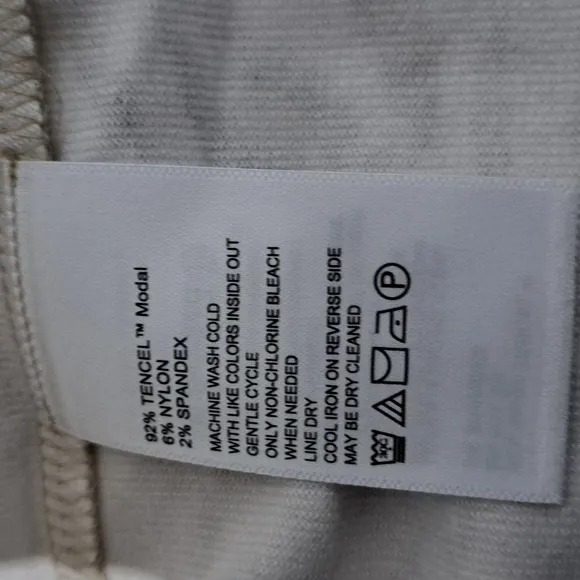 92% TENCEL™ Modal
6% NYLON
2% SPANDEX
MACHINE WASH COLD
WITH LIKE COLORS INSIDE OUT
GENTLE CYCLE
ONLY NON-CHLORINE BLEACH
WHEN NEEDED
LINE DRY
COOL IRON ON REVERSE SIDE
MAY BE DRY CLEANED
30C P